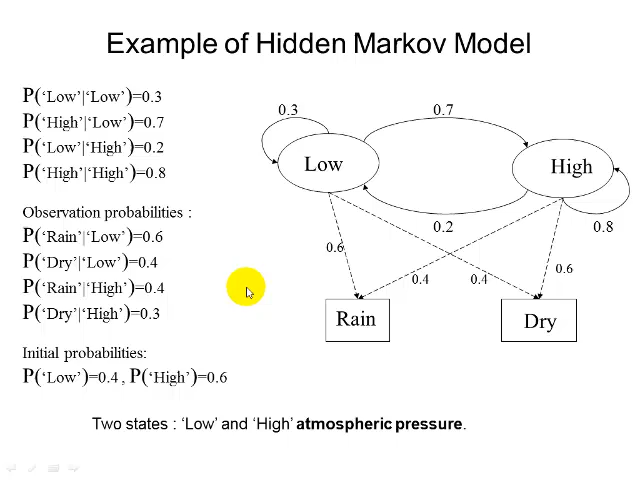 Example of Hidden Markov Model
P('Low'|'Low')=0.3
P('High'|'Low')=0.7
P('Low'|'High')=0.2
P('High'|'High')=0.8
Observation probabilities :
P('Rain'|'Low')=0.6
P('Dry'|'Low')=0.4
P('Rain'|'High')=0.4
P('Dry'|'High')=0.3
Initial probabilities:
P('Low')=0.4 , P('High')=0.6
0.3
0.7
Low
High
0.2
0.8
0.6
0.4
0.4
0.6
Rain
Dry
Two states : 'Low' and 'High' atmospheric pressure.